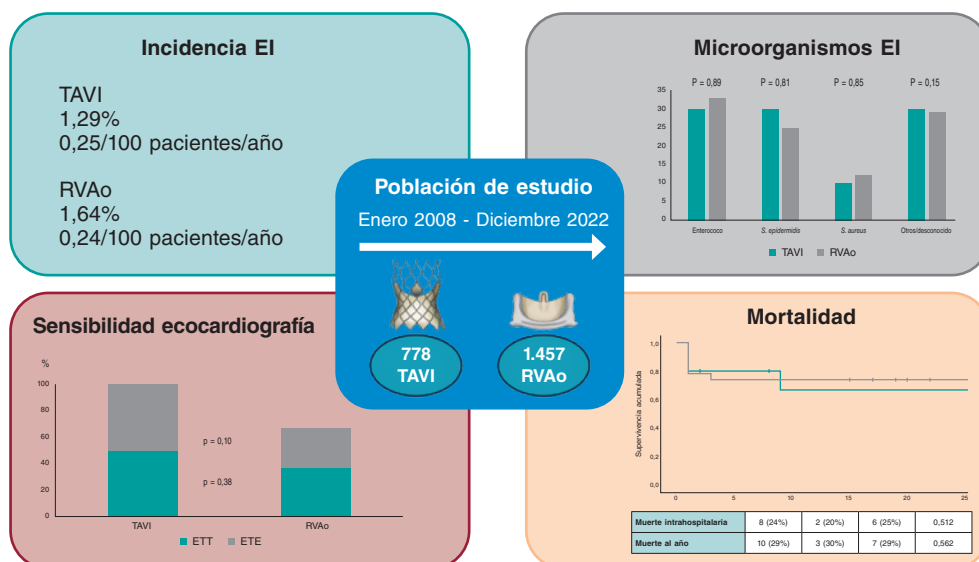 Incidencia EI
TAVI
1,29%
0,25/100 pacientes/año
RVAo
1,64%
0,24/100 pacientes/año
Microorganismos EI
P = 0,89 P = 0,81 P = 0,85 P = 0,15
35
30
25
20
15
10
5
0
Enterococo S. epidermidis S. aureus Otros/desconocido
TAVI RVAo
Población de estudio
Enero 2008 - Diciembre 2022
778
TAVI
1.457
RVAo
Sensibilidad ecocardiografía
%
100
80
60
40
20
0
p = 0,10
p = 0,38
TAVI RVAo
ETT ETE
Mortalidad
Supervivencia acumulada
1,0
0,8
0,6
0,4
0,2
0,0
0 5 10 15 20 25
Muerte intrahospitalaria 8 (24%) 2 (20%) 6 (25%) 0,512
Muerte al año 10 (29%) 3 (30%) 7 (29%) 0,562